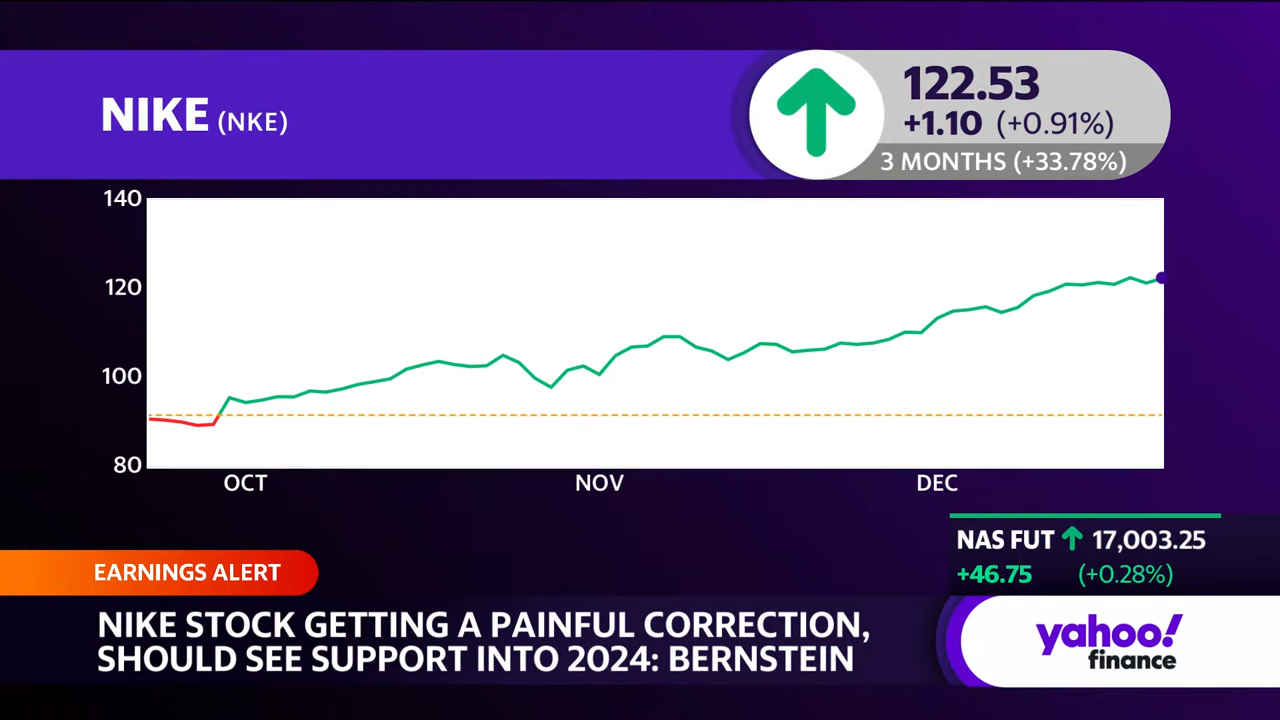 NIKE (NKE)
122.53
+1.10 (+0.91%)
3 MONTHS (+33.78%)
140
120
100
80
OCT NOV DEC
NAS FUT 17,003.25
+46.75 (+0.28%)
EARNINGS ALERT
NIKE STOCK GETTING A PAINFUL CORRECTION,
SHOULD SEE SUPPORT INTO 2024: BERNSTEIN
yahoo!
finance